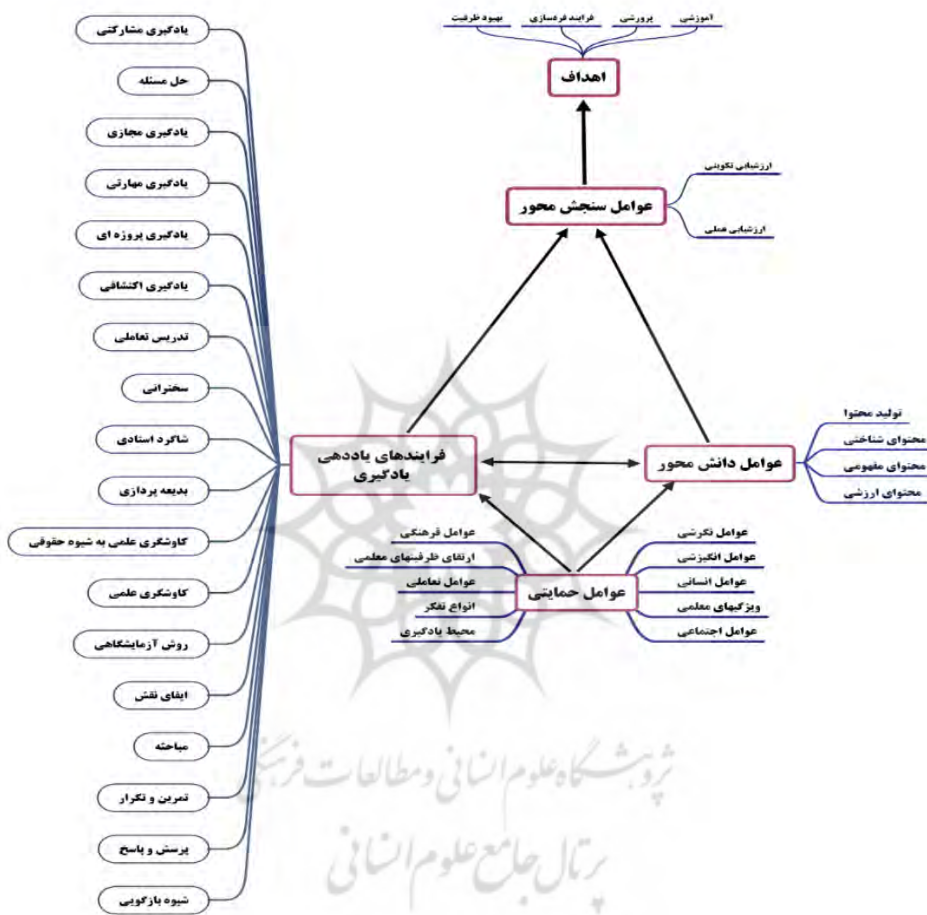 آموزشی
پرورشی
فرایند فردسازی
بهبود ظرفیت
اهداف
عوامل سنجش محور
ارزشیابی تکوینی
ارزشیابی عملی
عوامل دانش محور
تولید محتوا
محتوای شناختی
محتوای مفهومی
محتوای ارزشی
فرایندهای یاددهی
یادگیری
عوامل حمایتی
عوامل نگرشی
عوامل انگیزشی
عوامل انسانی
ویژگیهای معلمی
عوامل اجتماعی
عوامل فرهنگی
ارتقای ظرفیتهای معلمی
عوامل تعاملی
انواع تفکر
محیط یادگیری
یادگیری مشارکتی
حل مسئله
یادگیری مجازی
یادگیری مهارتی
یادگیری پروژه ای
یادگیری اکتشافی
تدریس تعاملی
سخنرانی
شاگرد استادی
بدیعه پردازی
کاوشگری علمی به شیوه حقوقی
کاوشگری علمی
روش آزمایشگاهی
ایفای نقش
مباحثه
تمرین و تکرار
پرسش و پاسخ
شیوه بازگویی
پژوهشگاه علوم انسانی و مطالعات فرهنگی
پرتال جامع علوم انسانی